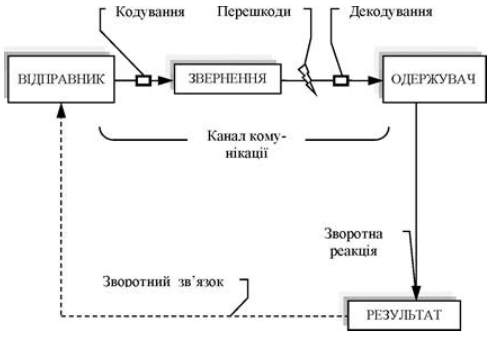 Кодування Перешкоди Декодування
ВІДПРАВНИК ЗВЕРНЕННЯ ОДЕРЖУВАЧ
Канал кому-
нікації
Зворотна
реакція
Зворотний зв’язок
РЕЗУЛЬТАТ